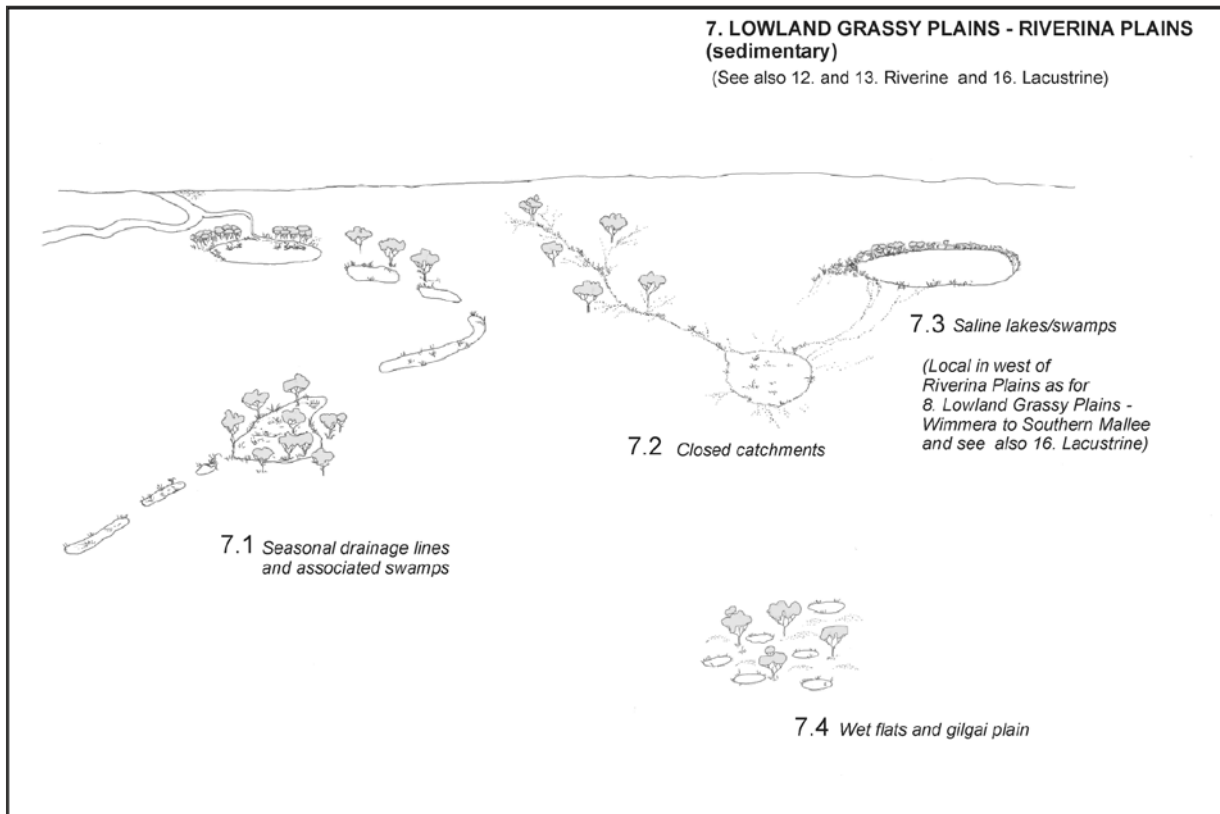 7. LOWLAND GRASSY PLAINS - RIVERINA PLAINS
(sedimentary)
(See also 12. and 13. Riverine and 16. Lacustrine)
7.3 Saline lakes/swamps
(Local in west of
Riverina Plains as for
8. Lowland Grassy Plains -
Wimmera to Southern Mallee
and see also 16. Lacustrine)
7.2 Closed catchments
7.1 Seasonal drainage lines
and associated swamps
7.4 Wet flats and gilgai plain